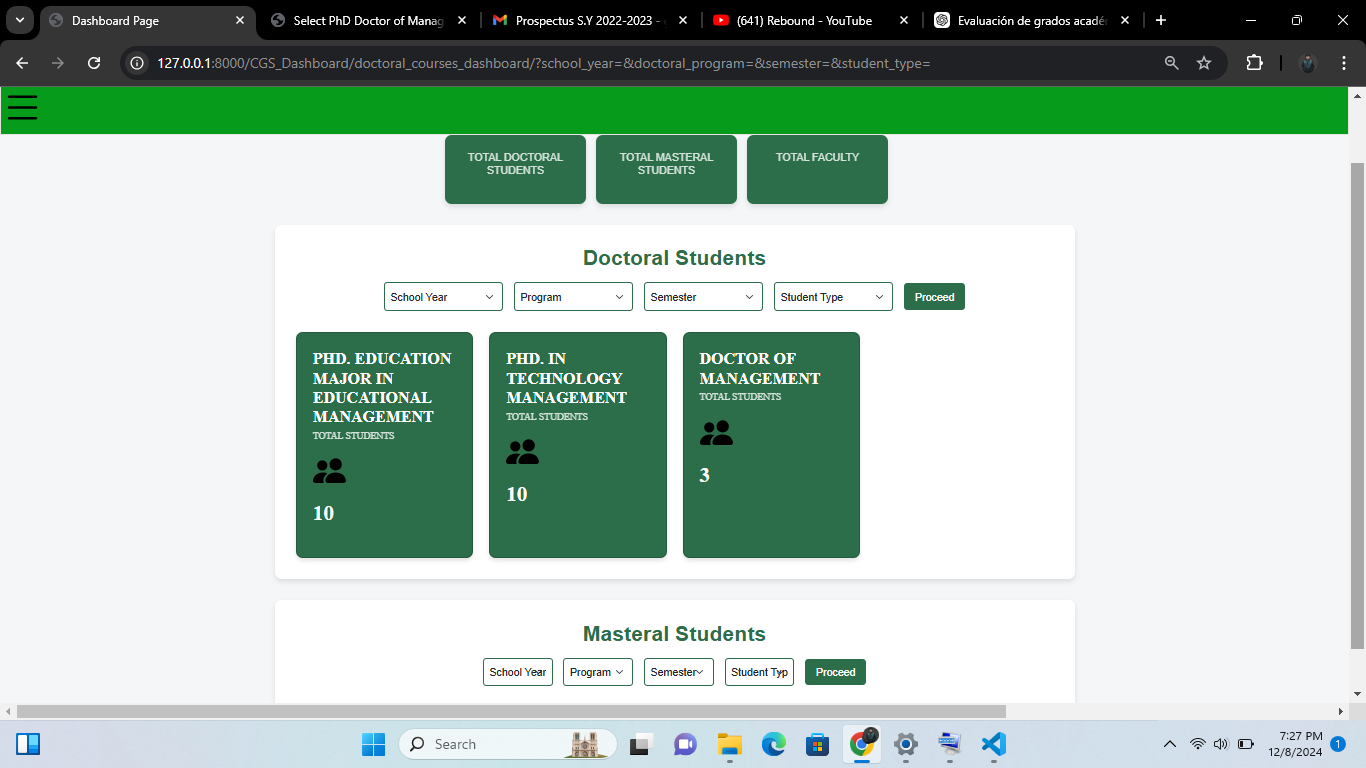 Dashboard Page
Select PhD Doctor of Manag
Prospectus S.Y 2022-2023 -
(641) Rebound - YouTube
Evaluación de grados acadé
127.0.0.1:8000/CGS_Dashboard/doctoral_courses_dashboard/?school_year=&doctoral_program=&semester=&student_type=
TOTAL DOCTORAL
STUDENTS
TOTAL MASTERAL
STUDENTS
TOTAL FACULTY
Doctoral Students
School Year
Program
Semester
Student Type
Proceed
PHD. EDUCATION
MAJOR IN
EDUCATIONAL
MANAGEMENT
TOTAL STUDENTS
10
PHD. IN
TECHNOLOGY
MANAGEMENT
TOTAL STUDENTS
10
DOCTOR OF
MANAGEMENT
TOTAL STUDENTS
3
Masteral Students
School Year
Program
Semester
Student Typ
Proceed
Search
7:27 PM
12/8/2024
1